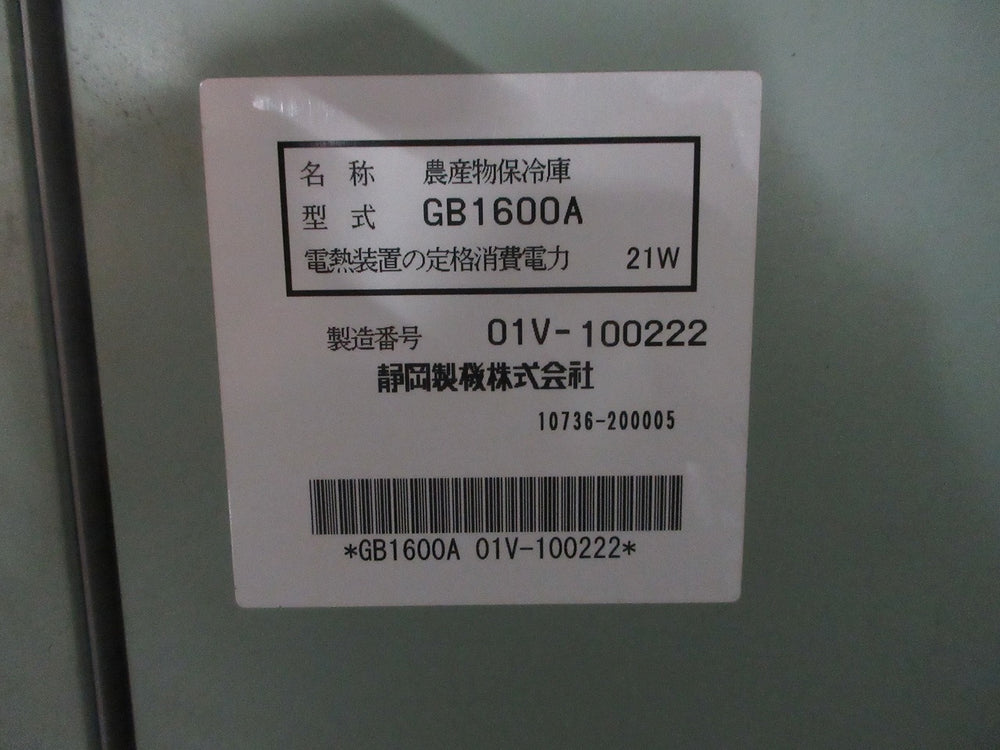 名 称 農産物保冷庫
型 式 GB1600A
電熱装置の定格消費電力 21W
製造番号 01V-100222
静岡製機株式会社
10736-200005
*GB1600A 01V-100222*